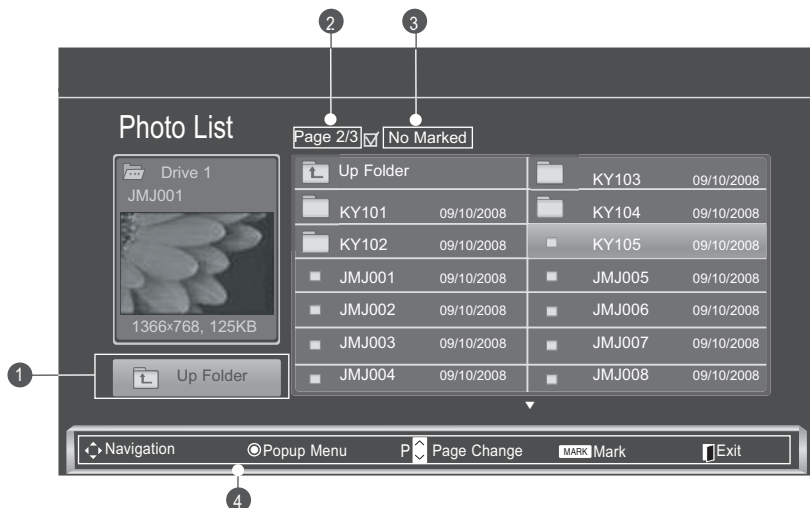 2 3
Photo List
Page 2/3 No Marked
Drive 1
JMJ001
1366×768, 125KB
1
Up Folder
Up Folder
KY101 09/10/2008
KY102 09/10/2008
JMJ001 09/10/2008
JMJ002 09/10/2008
JMJ003 09/10/2008
JMJ004 09/10/2008
KY103 09/10/2008
KY104 09/10/2008
KY105 09/10/2008
JMJ005 09/10/2008
JMJ006 09/10/2008
JMJ007 09/10/2008
JMJ008 09/10/2008
Navigation Popup Menu P Page Change MARK Mark Exit
4